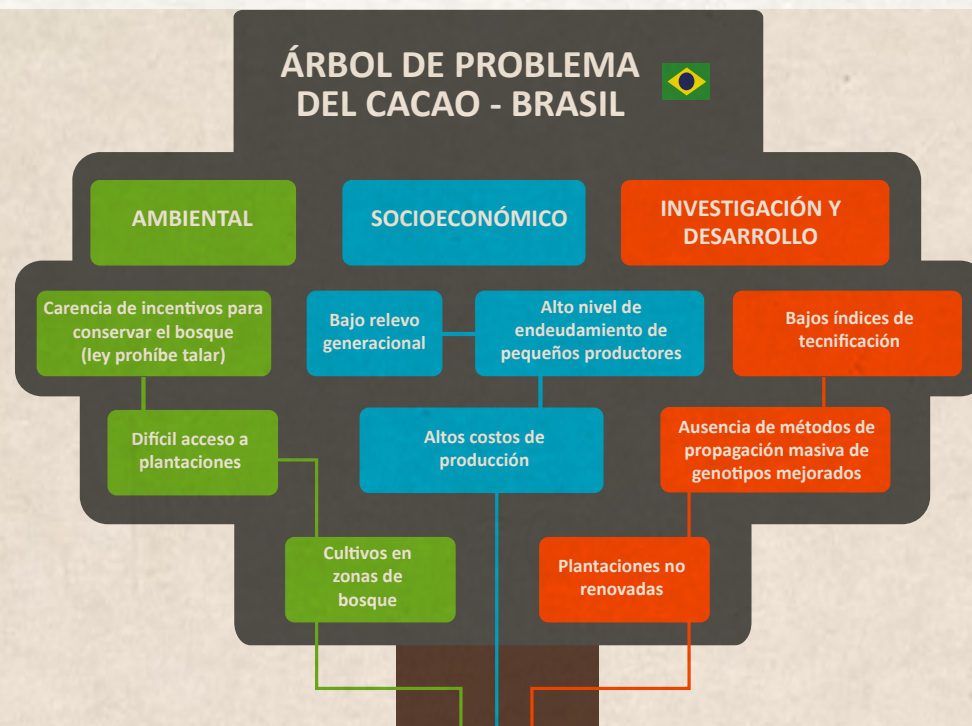 ÁRBOL DE PROBLEMA
DEL CACAO - BRASIL
AMBIENTAL
SOCIOECONÓMICO
INVESTIGACIÓN Y
DESARROLLO
Carencia de incentivos para
conservar el bosque
(ley prohíbe talar)
Bajo relevo
generacional
Alto nivel de
endeudamiento de
pequeños productores
Bajos índices de
tecnificación
Difícil acceso a
plantaciones
Altos costos de
producción
Ausencia de métodos de
propagación masiva de
genotipos mejorados
Cultivos en
zonas de
bosque
Plantaciones no
renovadas